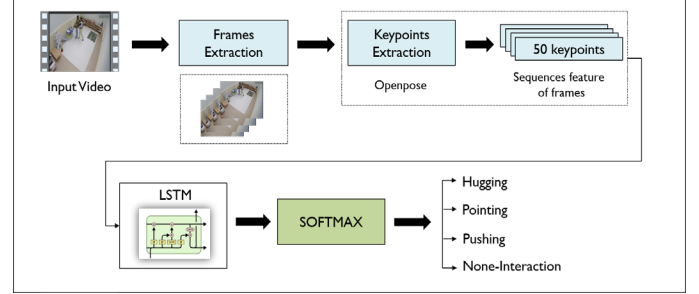 Frames
Extraction
Keypoints
Extraction
50 keypoints
Input Video
Openpose
Sequences feature
of frames
LSTM
SOFTMAX
Hugging
Pointing
Pushing
None-Interaction